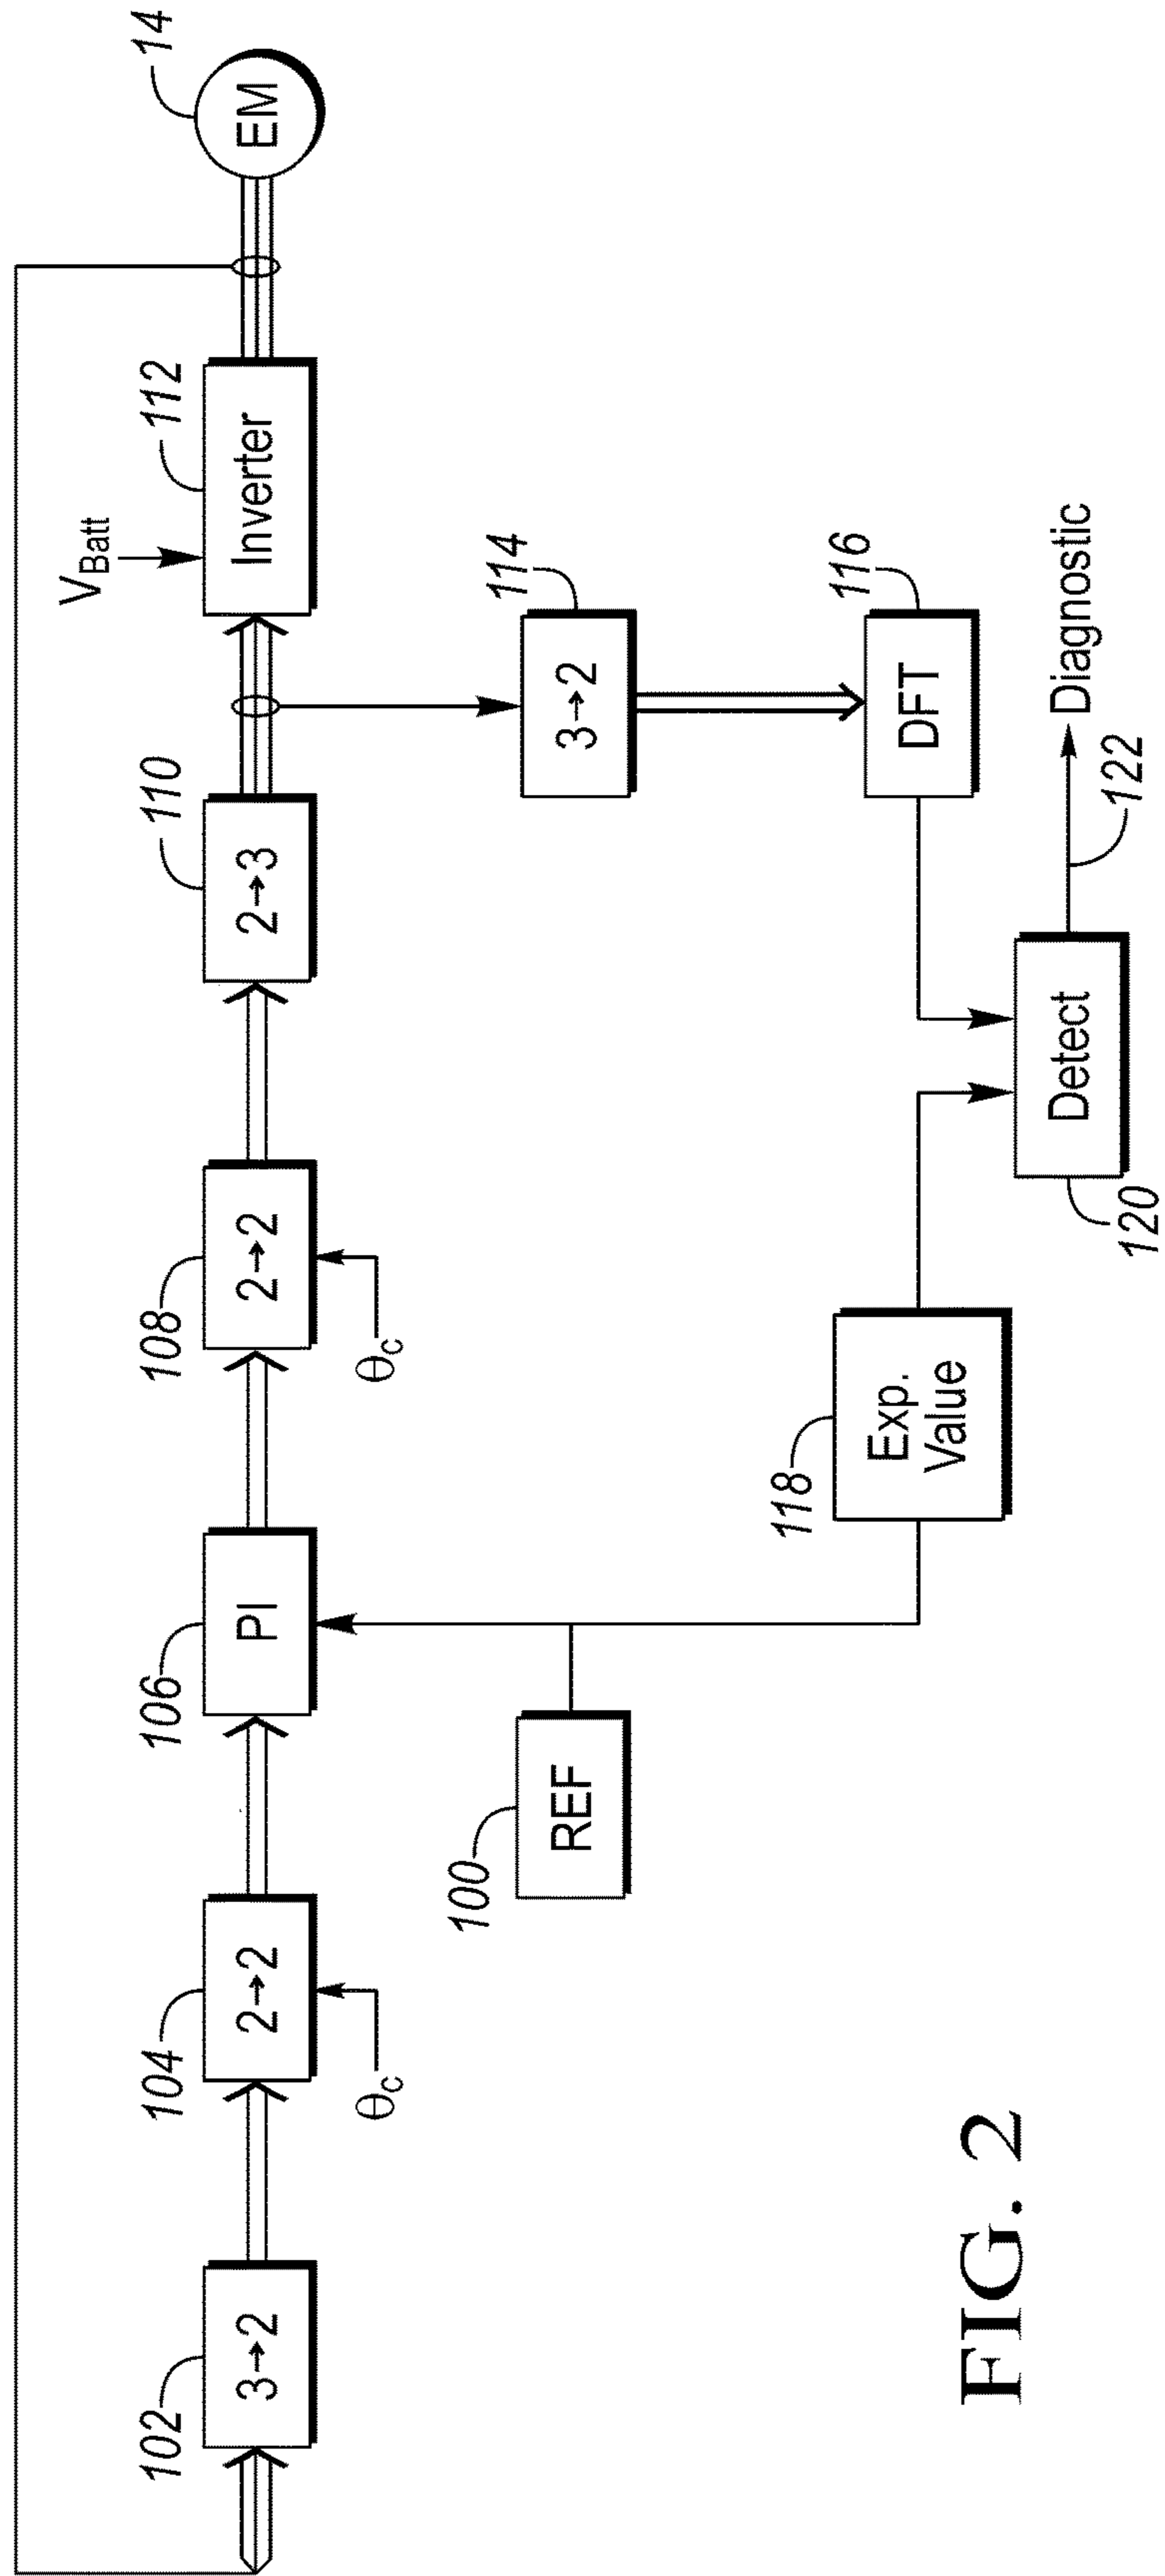 102
3→2
104
2→2
θc
106
PI
108
2→2
θc
110
2→3
VBatt
112
Inverter
14
EM
100
REF
114
3→2
118
Exp.
Value
116
DFT
120
Detect
122
Diagnostic
FIG. 2